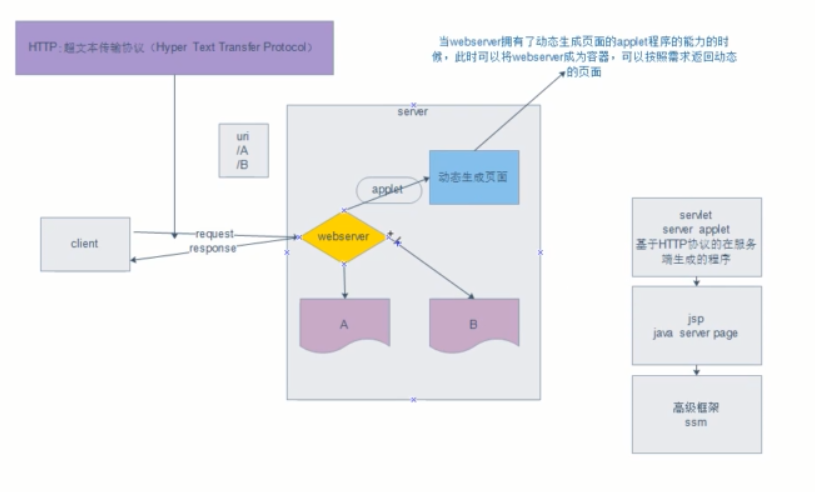 HTTP：超文本传输协议（Hyper Text Transfer Protocol）
当webserver拥有了动态生成页面的applet程序的能力的时
候，此时可以将webserver成为容器，可以按照需求返回动态
的页面
server
uri
/A
/B
applet
动态生成页面
client
request
response
webserver
A
B
servlet
server applet
基于HTTP协议的在服务
端生成的程序
jsp
java server page
高级框架
ssm